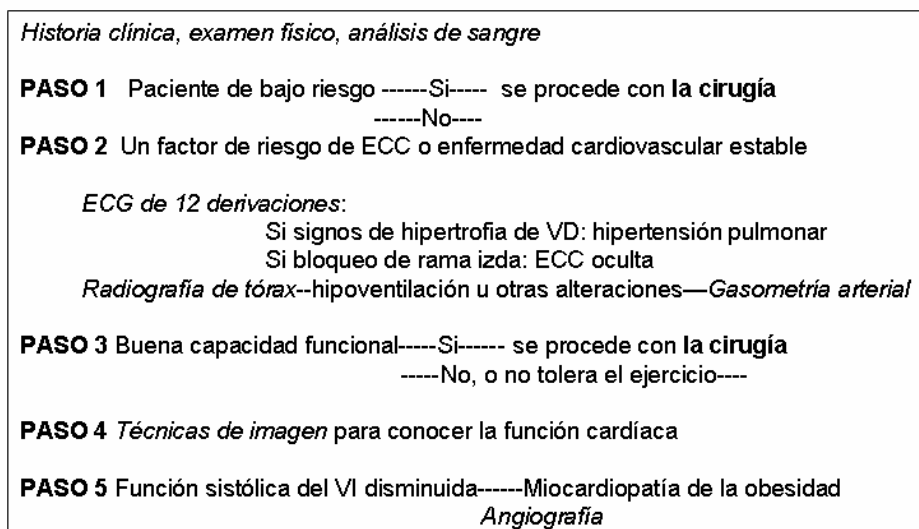 Historia clínica, examen físico, análisis de sangre
PASO 1 Paciente de bajo riesgo ------Si----- se procede con la cirugía
------No----
PASO 2 Un factor de riesgo de ECC o enfermedad cardiovascular estable
ECG de 12 derivaciones:
Si signos de hipertrofia de VD: hipertensión pulmonar
Si bloqueo de rama izda: ECC oculta
Radiografía de tórax--hipoventilación u otras alteraciones—Gasometría arterial
PASO 3 Buena capacidad funcional-----Si------ se procede con la cirugía
-----No, o no tolera el ejercicio----
PASO 4 Técnicas de imagen para conocer la función cardíaca
PASO 5 Función sistólica del VI disminuida------Miocardiopatía de la obesidad
Angiografía